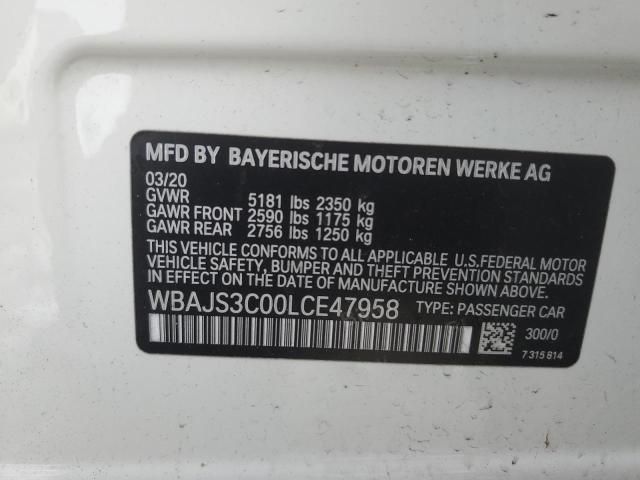 MFD BY BAYERISCHE MOTOREN WERKE AG
03/20
GVWR 5181 lbs 2350 kg
GAWR FRONT 2590 lbs 1175 kg
GAWR REAR 2756 lbs 1250 kg
THIS VEHICLE CONFORMS TO ALL APPLICABLE U.S.FEDERAL MOTOR
VEHICLE SAFETY, BUMPER AND THEFT PREVENTION STANDARDS
IN EFFECT ON THE DATE OF MANUFACTURE SHOWN ABOVE.
WBAJS3C00LCE47958 TYPE: PASSENGER CAR
300/0
7 315 814